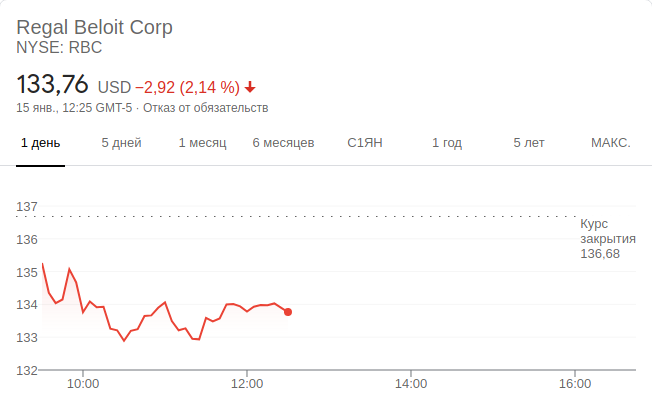 Regal Beloit Corp
NYSE: RBC
133,76 USD −2,92 (2,14 %)
15 янв., 12:25 GMT-5 · Отказ от обязательств
1 день 5 дней 1 месяц 6 месяцев С1ЯН 1 год 5 лет МАКС.
137
Курс
136
закрытия
136,68
135
134
133
132
10:00 12:00 14:00 16:00